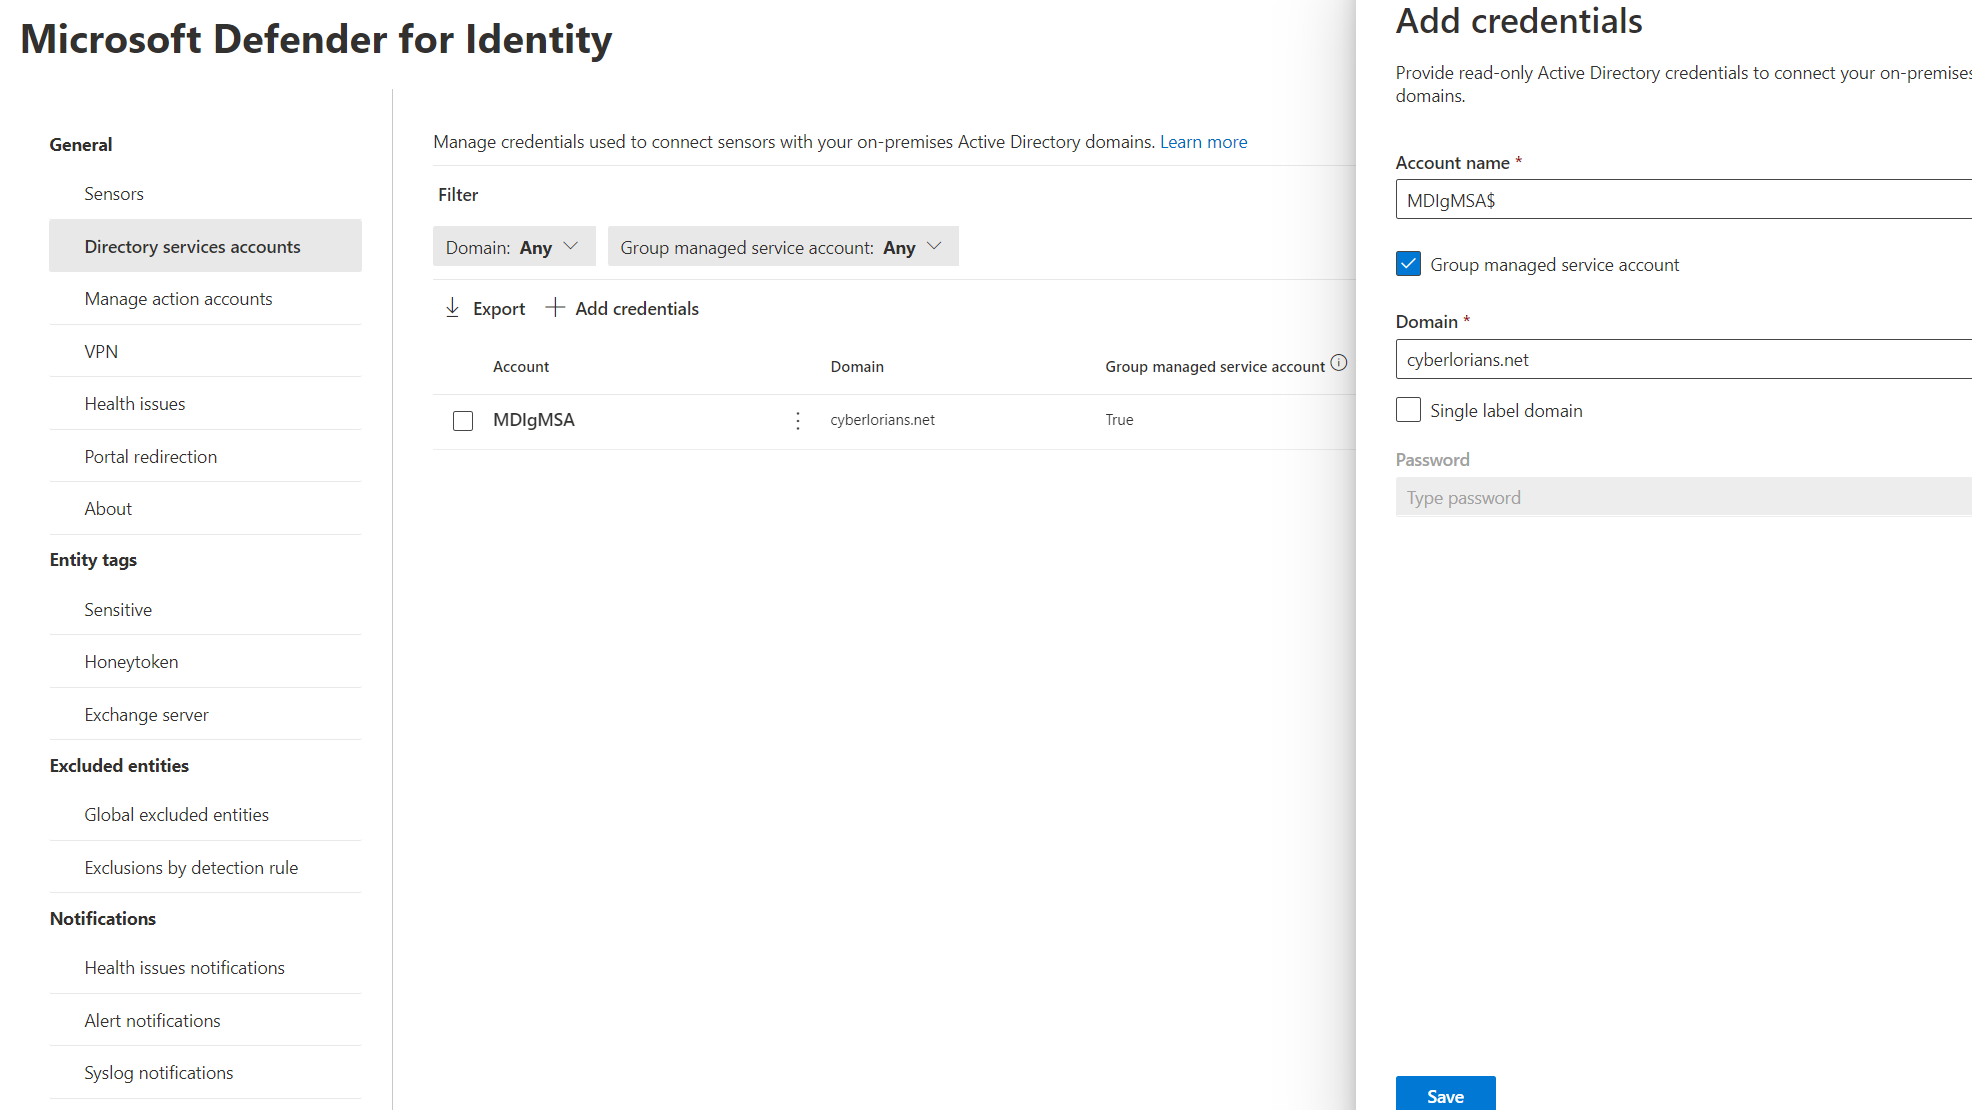 Microsoft Defender for Identity
General
Sensors
Directory services accounts
Manage action accounts
VPN
Health issues
Portal redirection
About
Entity tags
Sensitive
Honeytoken
Exchange server
Excluded entities
Global excluded entities
Exclusions by detection rule
Notifications
Health issues notifications
Alert notifications
Syslog notifications
Manage credentials used to connect sensors with your on-premises Active Directory domains. Learn more
Filter
Domain: Any Group managed service account: Any
Export Add credentials
Account Domain Group managed service account
MDIgMSA cyberlorians.net True
Add credentials
Provide read-only Active Directory credentials to connect your on-premises
domains.
Account name *
MDIgMSA$
Group managed service account
Domain *
cyberlorians.net
Single label domain
Password
Type password
Save